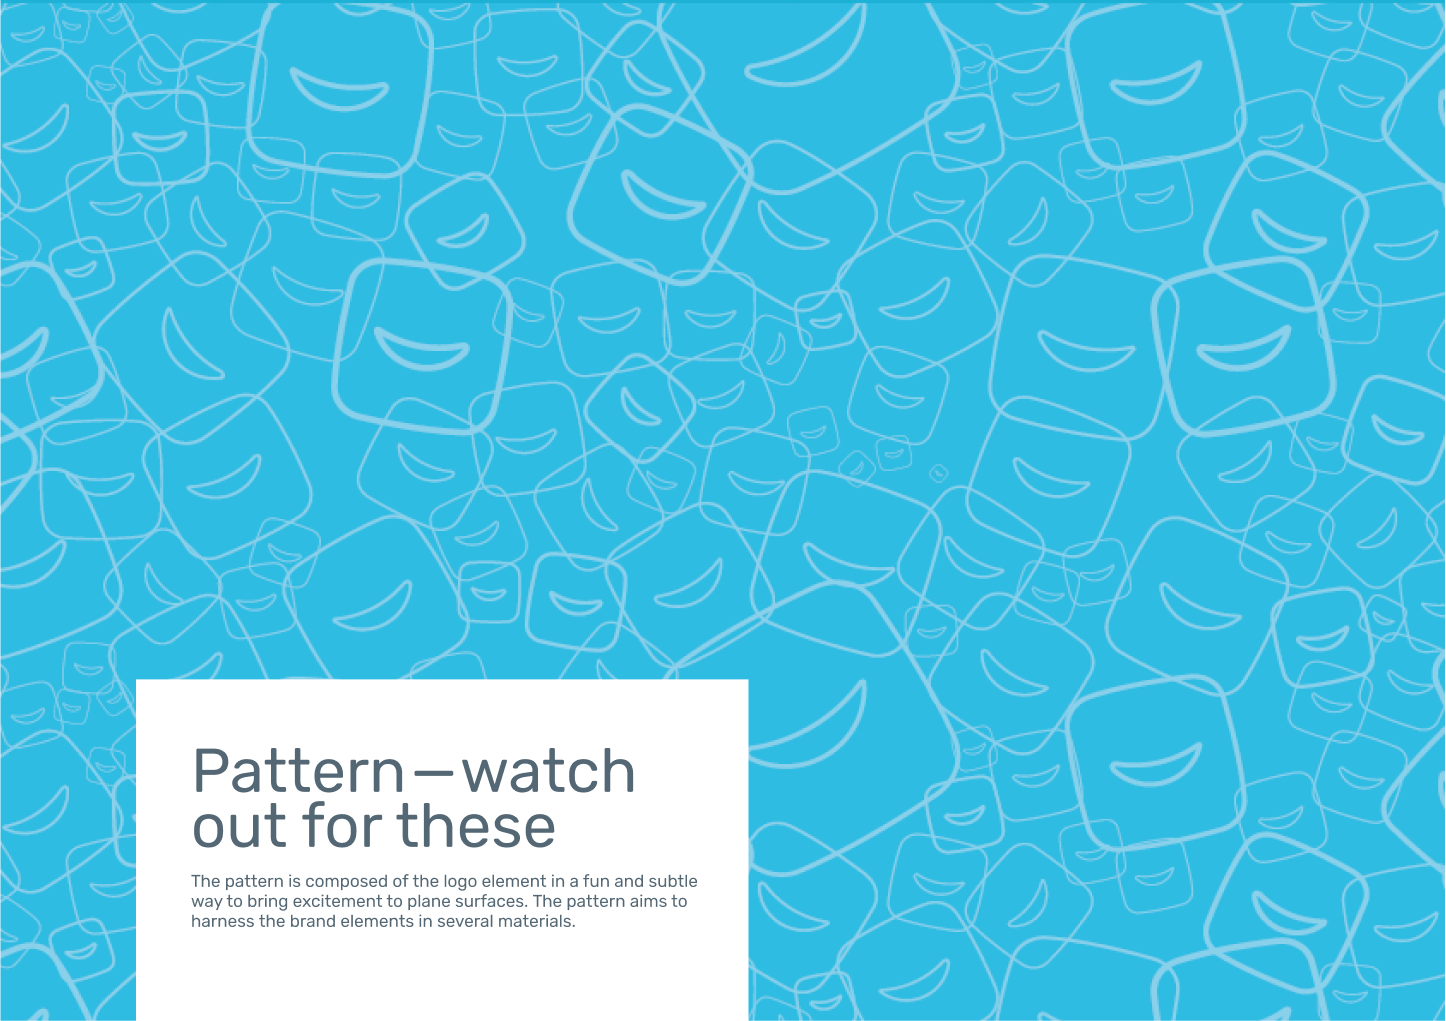 Pattern — watch
out for these
The pattern is composed of the logo element in a fun and subtle
way to bring excitement to plane surfaces. The pattern aims to
harness the brand elements in several materials.